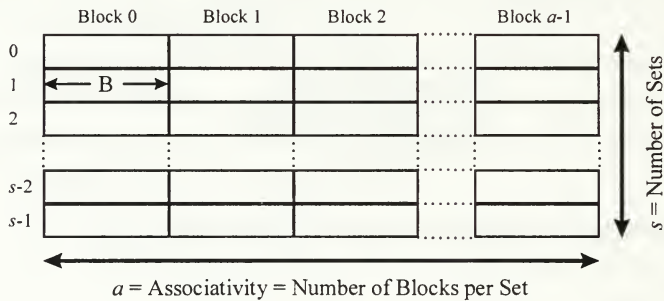 Block 0 Block 1 Block 2 Block a-1
0
1 B
2
s-2
s-1
s = Number of Sets
a = Associativity = Number of Blocks per Set